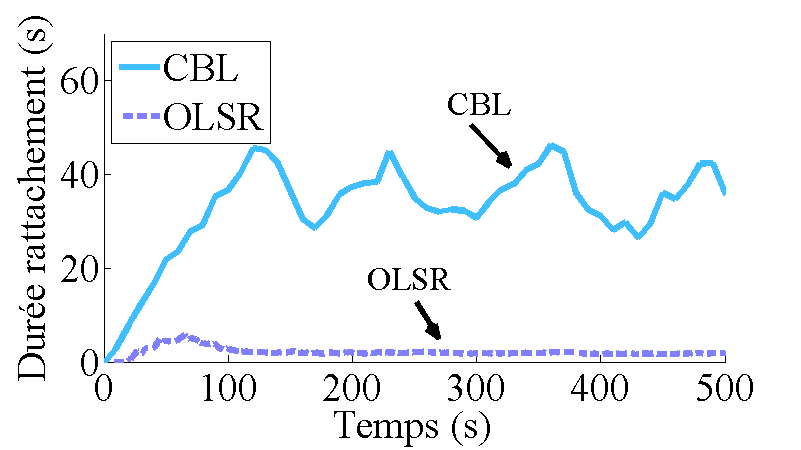 Durée rattachement (s)
60
40
20
0
CBL
OLSR
CBL
OLSR
0 100 200 300 400 500
Temps (s)